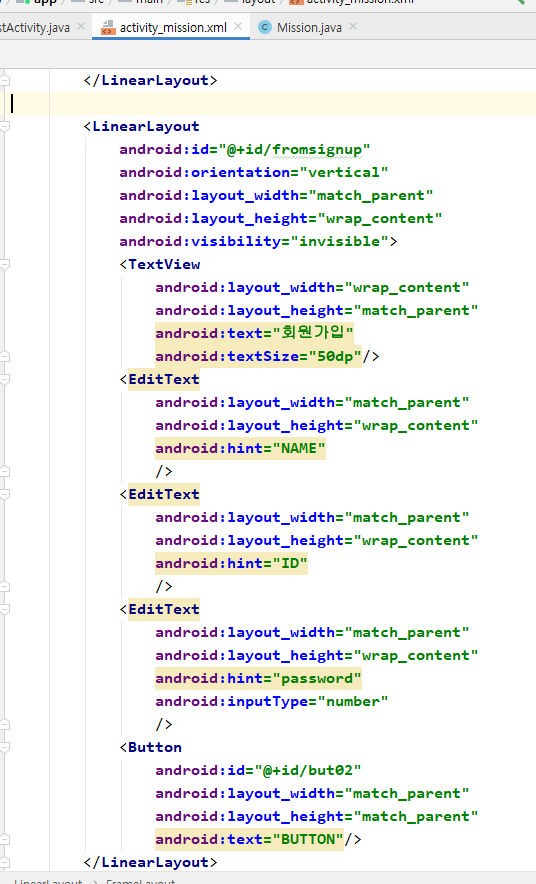 app src main res layout activity_mission.xml
stActivity.java activity_mission.xml Mission.java
</LinearLayout>
<LinearLayout
android:id="@+id/fromsignup"
android:orientation="vertical"
android:layout_width="match_parent"
android:layout_height="wrap_content"
android:visibility="invisible">
<TextView
android:layout_width="wrap_content"
android:layout_height="match_parent"
android:text="회원가입"
android:textSize="50dp"/>
<EditText
android:layout_width="match_parent"
android:layout_height="wrap_content"
android:hint="NAME"
/>
<EditText
android:layout_width="match_parent"
android:layout_height="wrap_content"
android:hint="ID"
/>
<EditText
android:layout_width="match_parent"
android:layout_height="wrap_content"
android:hint="password"
android:inputType="number"
/>
<Button
android:id="@+id/but02"
android:layout_width="match_parent"
android:layout_height="match_parent"
android:text="BUTTON"/>
</LinearLayout>
LinearLayout FrameLayout